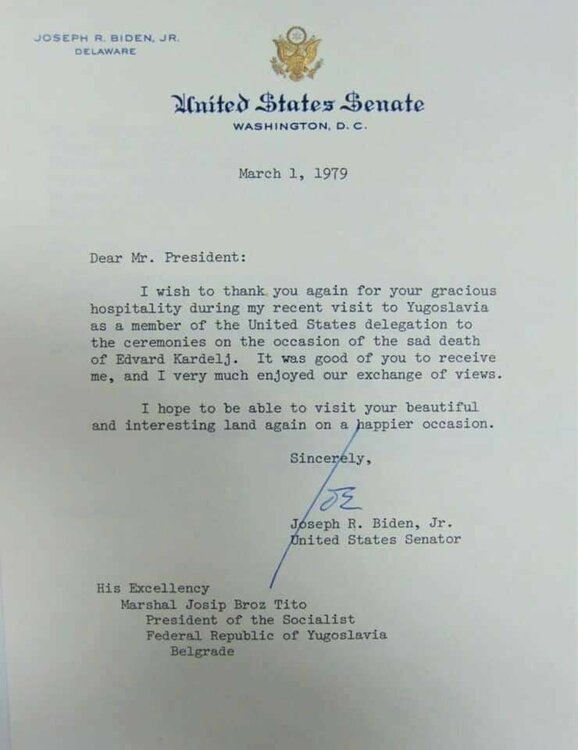 JOSEPH R. BIDEN, JR.
DELAWARE
United States Senate
WASHINGTON, D. C.
March 1, 1979
Dear Mr. President:
I wish to thank you again for your gracious
hospitality during my recent visit to Yugoslavia
as a member of the United States delegation to
the ceremonies on the occasion of the sad death
of Edvard Kardelj. It was good of you to receive
me, and I very much enjoyed our exchange of views.
I hope to be able to visit your beautiful
and interesting land again on a happier occasion.
Sincerely,
JOE
Joseph R. Biden, Jr.
United States Senator
His Excellency
Marshal Josip Broz Tito
President of the Socialist
Federal Republic of Yugoslavia
Belgrade